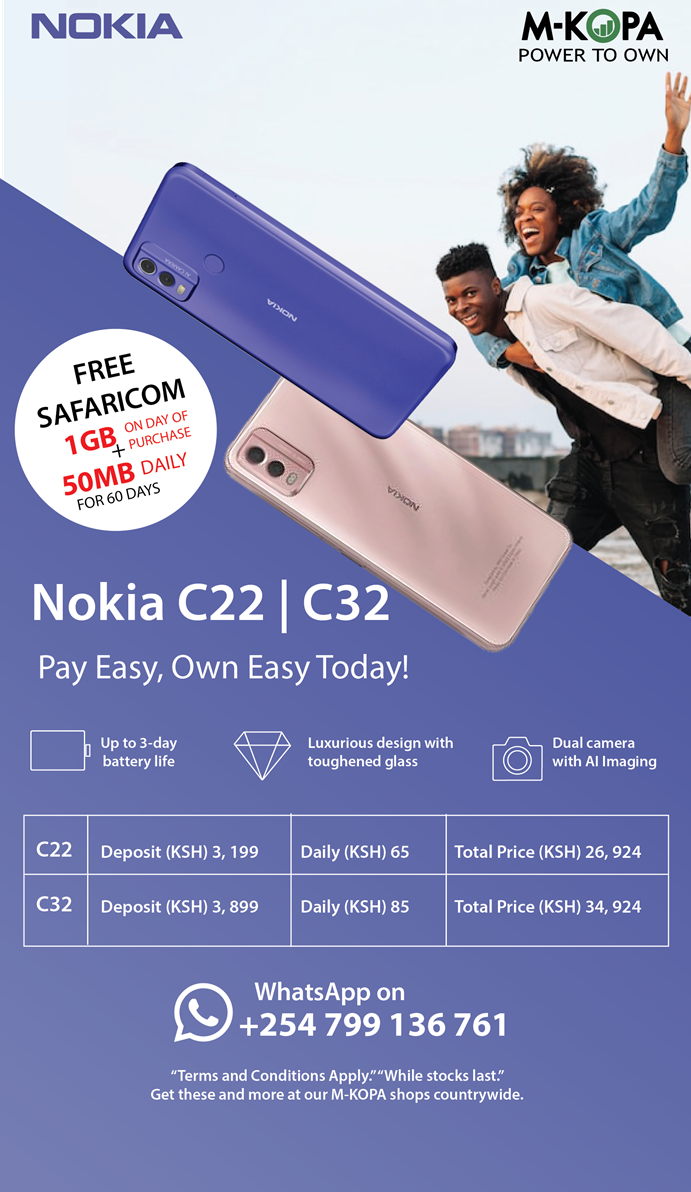 NOKIA
M-KOPA
POWER TO OWN
AI CAMERA
NOKIA
NOKIA
FREE
SAFARICOM
1GB ON DAY OF PURCHASE
+
50MB DAILY
FOR 60 DAYS
Nokia C22 | C32
Pay Easy, Own Easy Today!
Up to 3-day
battery life
Luxurious design with
toughened glass
Dual camera
with AI Imaging
C22 Deposit (KSH) 3, 199 Daily (KSH) 65 Total Price (KSH) 26, 924
C32 Deposit (KSH) 3, 899 Daily (KSH) 85 Total Price (KSH) 34, 924
WhatsApp on
+254 799 136 761
“Terms and Conditions Apply.” “While stocks last.”
Get these and more at our M-KOPA shops countrywide.